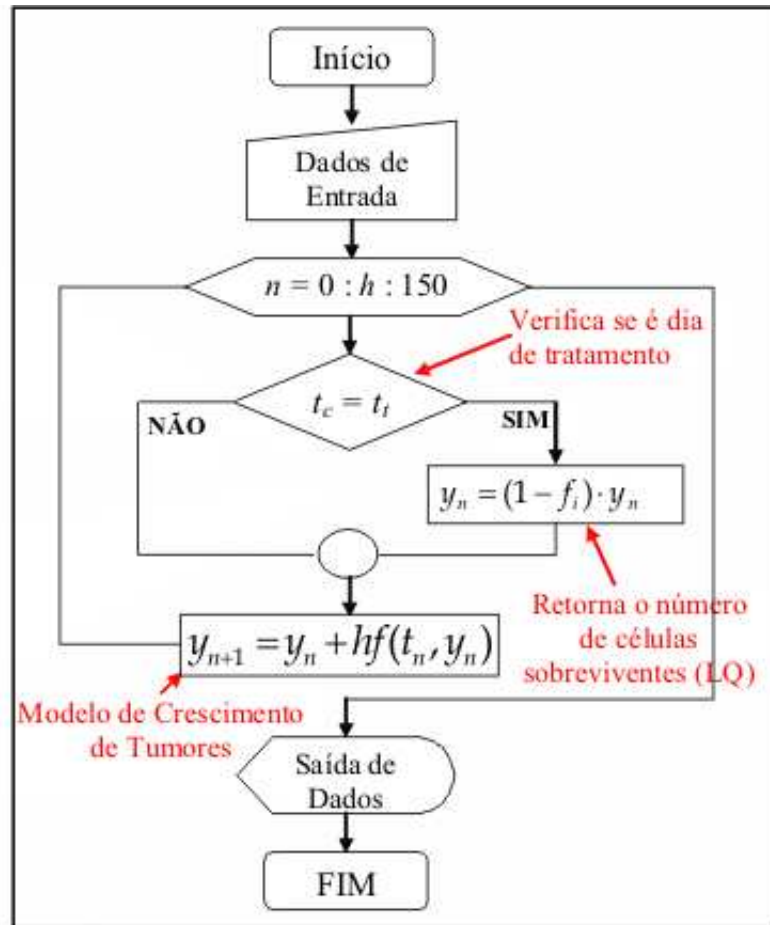 Início
Dados de
Entrada
n = 0 : h : 150
Verifica se é dia
de tratamento
t_c = t_t
NÃO
SIM
y_n = (1 − f_i) · y_n
Retorna o número
de células
sobreviventes (LQ)
y_{n+1} = y_n + hf(t_n, y_n)
Modelo de Crescimento
de Tumores
Saída de
Dados
FIM